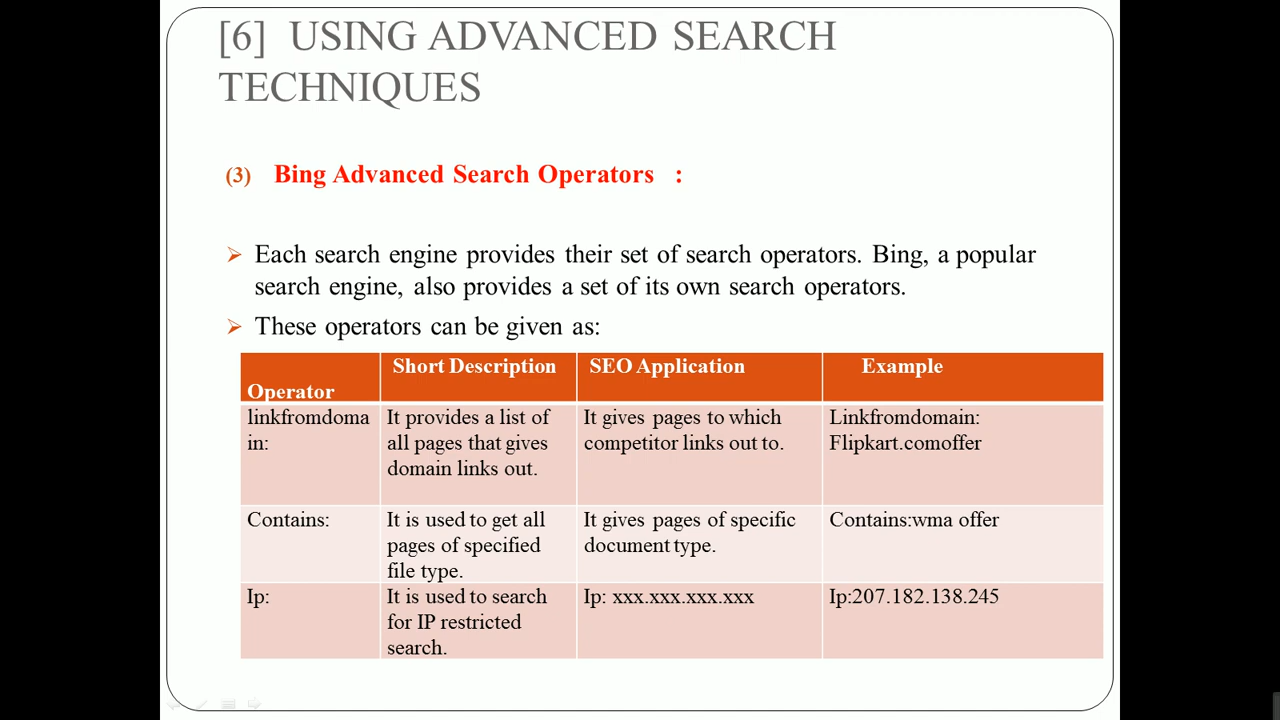 [6] USING ADVANCED SEARCH
TECHNIQUES
(3) Bing Advanced Search Operators :
➢ Each search engine provides their set of search operators. Bing, a popular
search engine, also provides a set of its own search operators.
➢ These operators can be given as:
Operator
Short Description
SEO Application
Example
linkfromdoma
in:
It provides a list of
all pages that gives
domain links out.
It gives pages to which
competitor links out to.
Linkfromdomain:
Flipkart.comoffer
Contains:
It is used to get all
pages of specified
file type.
It gives pages of specific
document type.
Contains:wma offer
Ip:
It is used to search
for IP restricted
search.
Ip: xxx.xxx.xxx.xxx
Ip:207.182.138.245